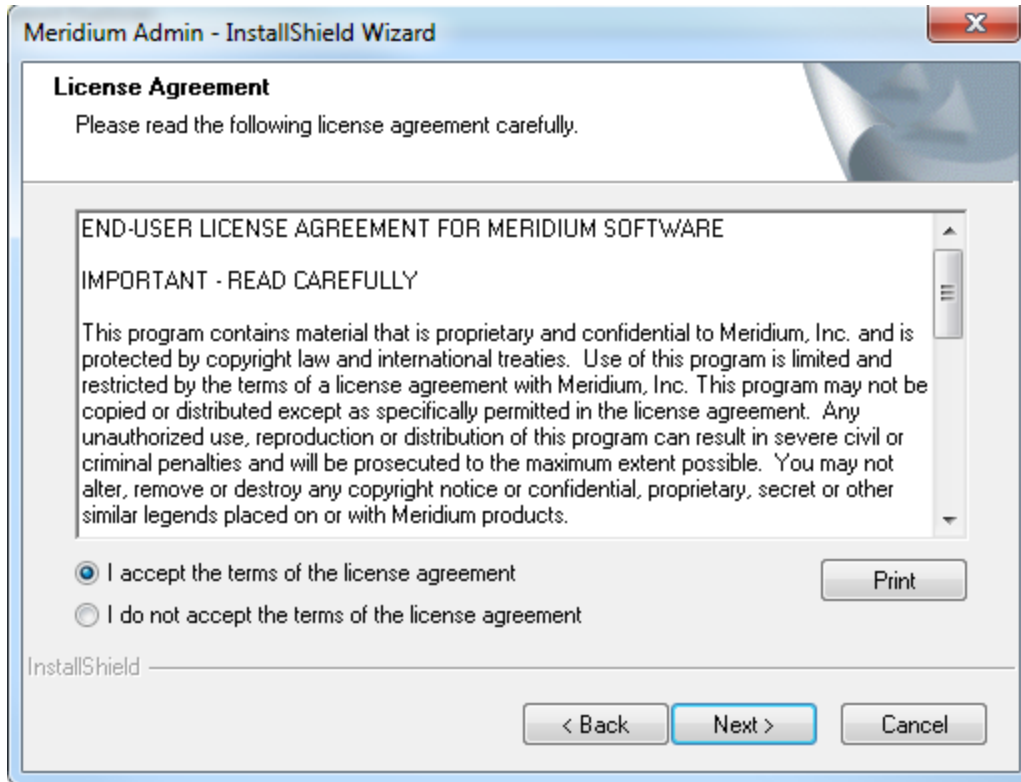 Meridium Admin - InstallShield Wizard
License Agreement
Please read the following license agreement carefully.
END-USER LICENSE AGREEMENT FOR MERIDIUM SOFTWARE
IMPORTANT - READ CAREFULLY
This program contains material that is proprietary and confidential to Meridium, Inc. and is
protected by copyright law and international treaties.  Use of this program is limited and
restricted by the terms of a license agreement with Meridium, Inc. This program may not be
copied or distributed except as specifically permitted in the license agreement.  Any
unauthorized use, reproduction or distribution of this program can result in severe civil or
criminal penalties and will be prosecuted to the maximum extent possible.  You may not
alter, remove or destroy any copyright notice or confidential, proprietary, secret or other
similar legends placed on or with Meridium products.
I accept the terms of the license agreement
Print
I do not accept the terms of the license agreement
InstallShield
< Back
Next >
Cancel